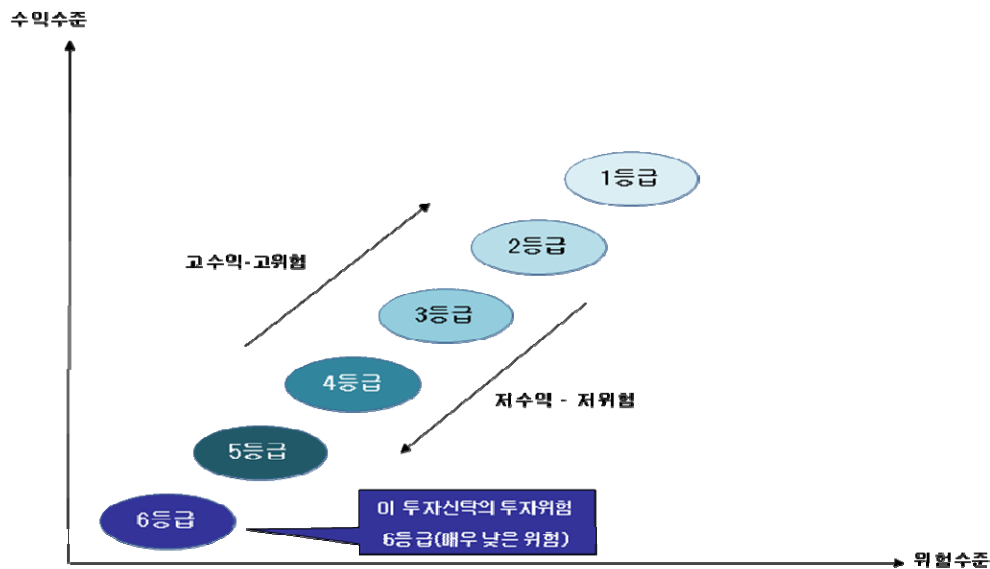 수익수준
1등급
2등급
고수익-고위험
3등급
4등급
저수익 - 저위험
5등급
이 투자신탁의 투자위험
6등급(매우 낮은 위험)
6등급
위험수준